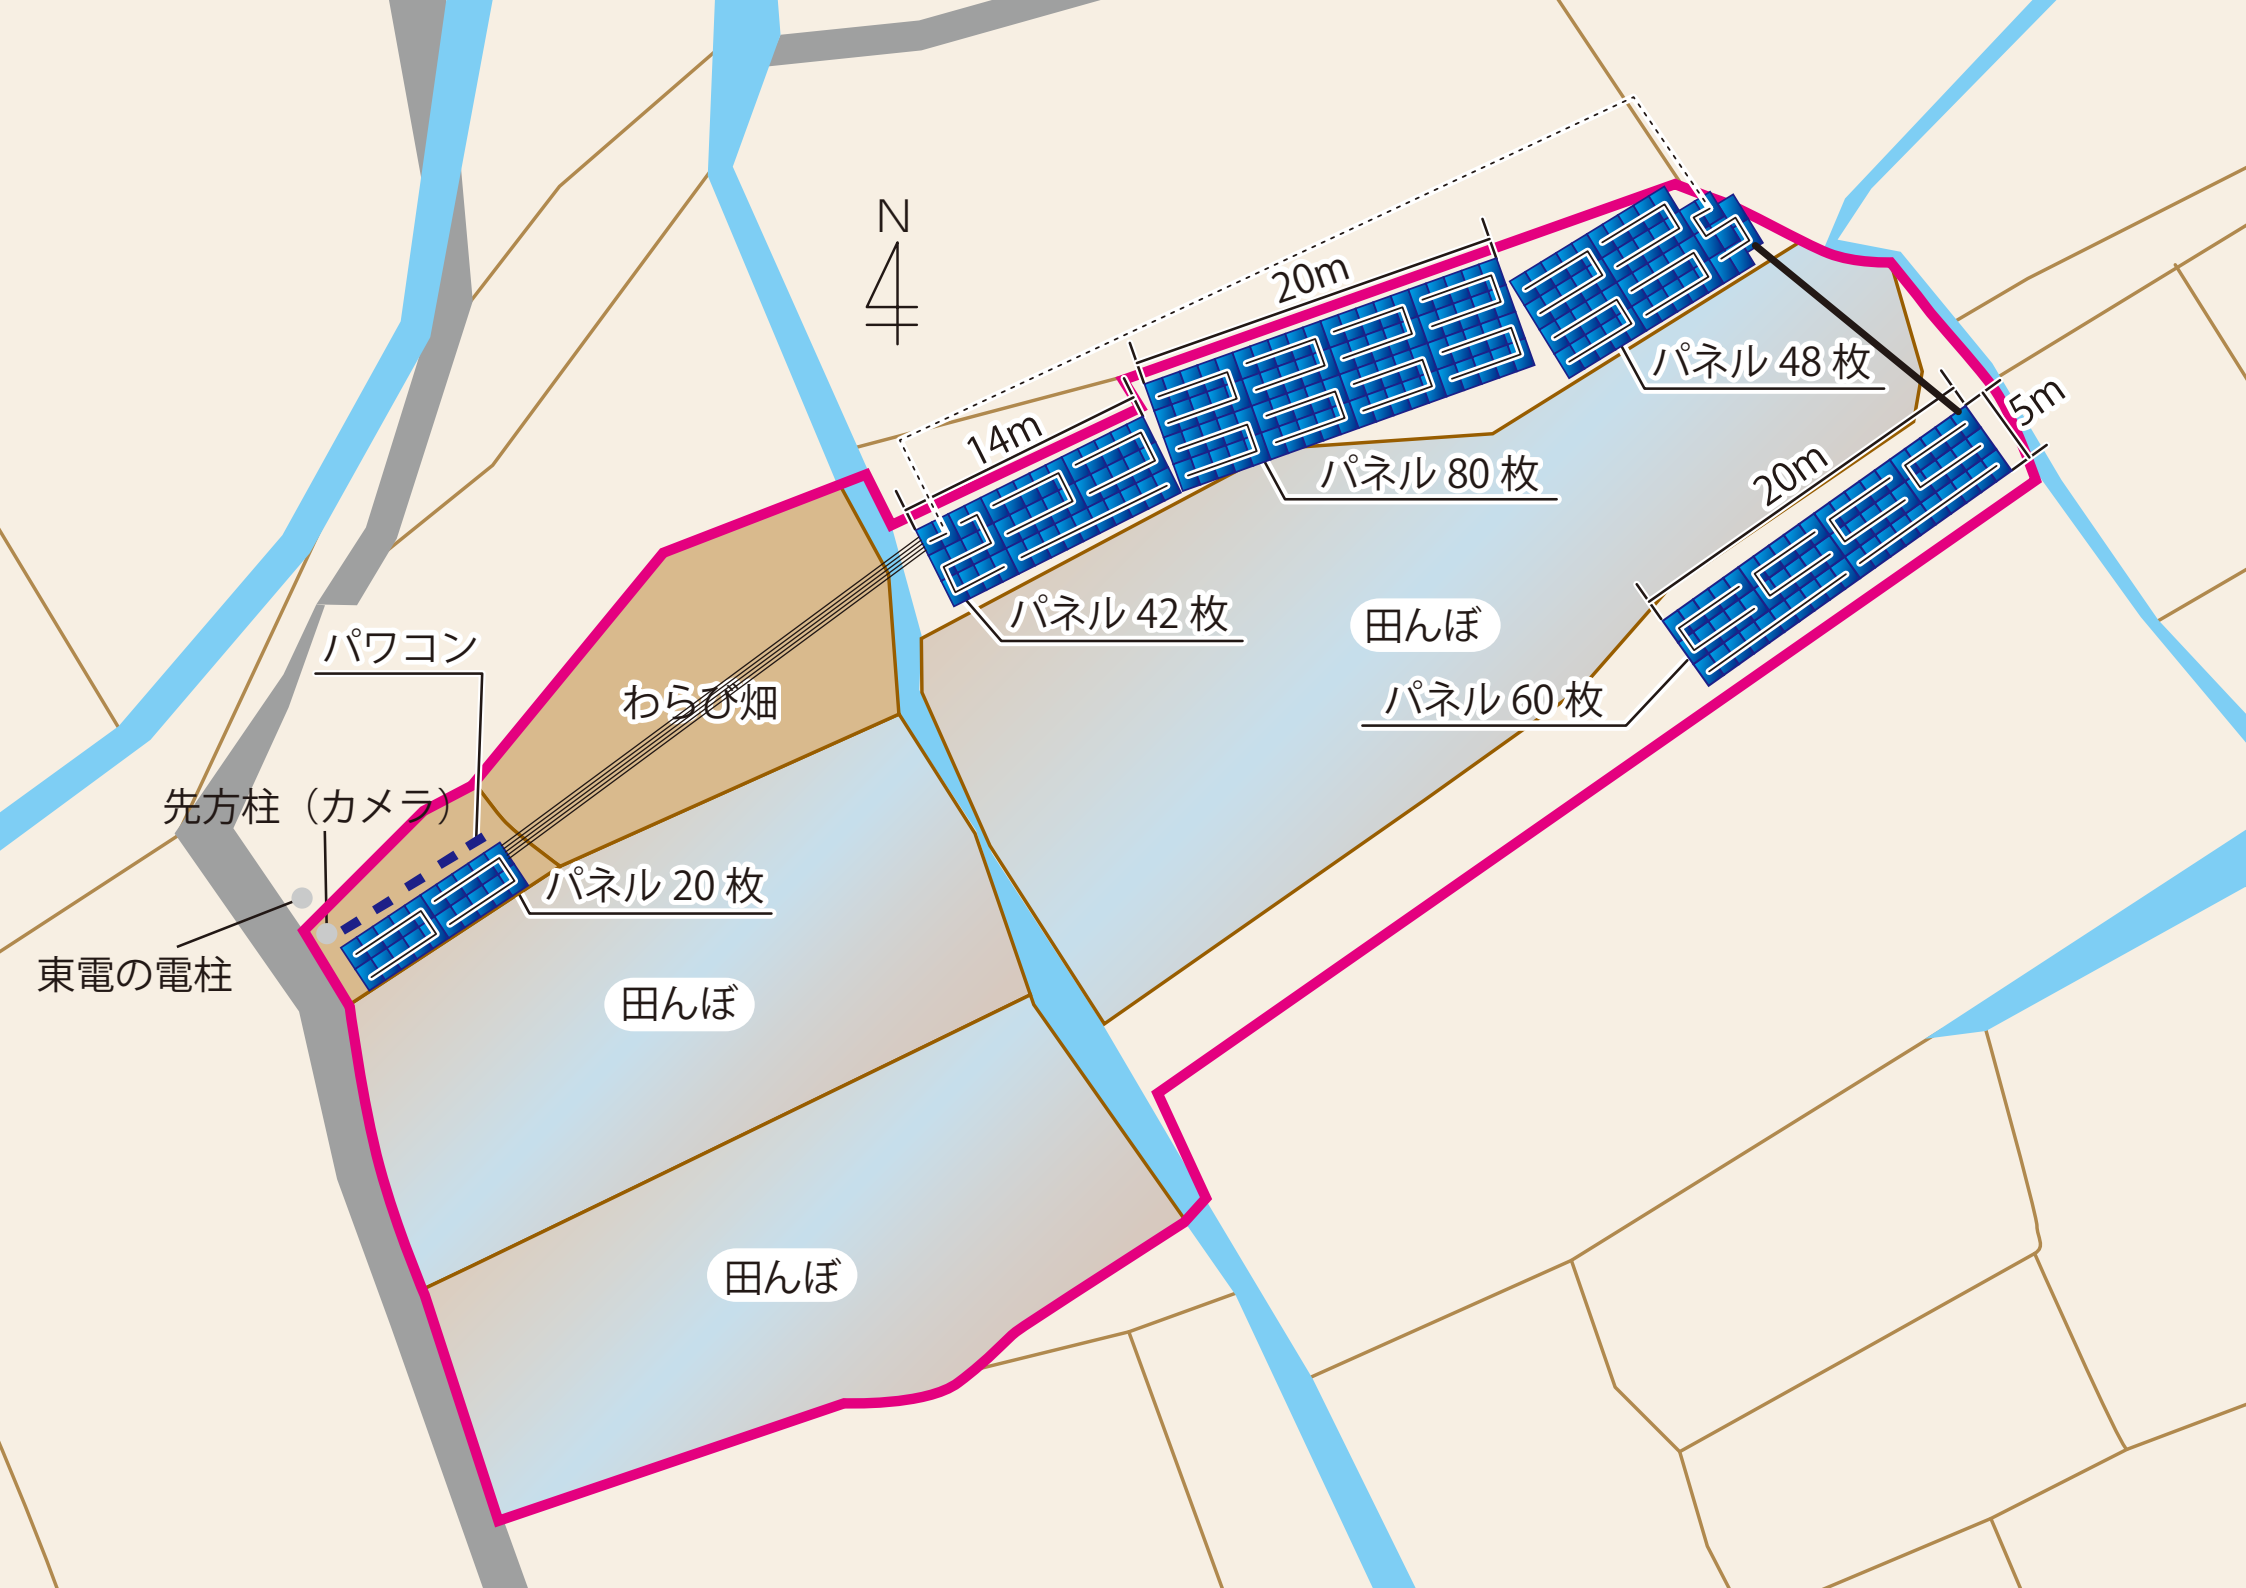 N
20m
パネル 48 枚
5m
14m
パネル 80 枚
20m
パネル 42 枚
田んぼ
パワコン
わらび畑
パネル 60 枚
先方柱（カメラ）
パネル 20 枚
東電の電柱
田んぼ
田んぼ